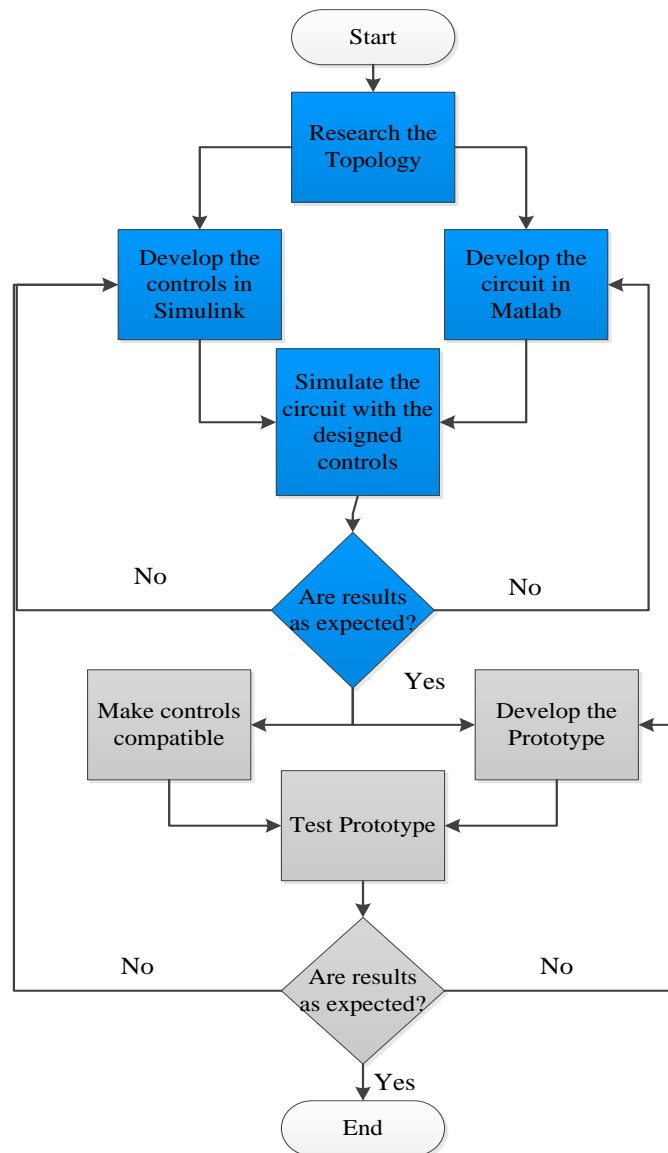 Start
Research the
Topology
Develop the
controls in
Simulink
Develop the
circuit in
Matlab
Simulate the
circuit with the
designed
controls
No
Are results
as expected?
No
Yes
Make controls
compatible
Develop the
Prototype
Test Prototype
No
Are results
as expected?
No
Yes
End